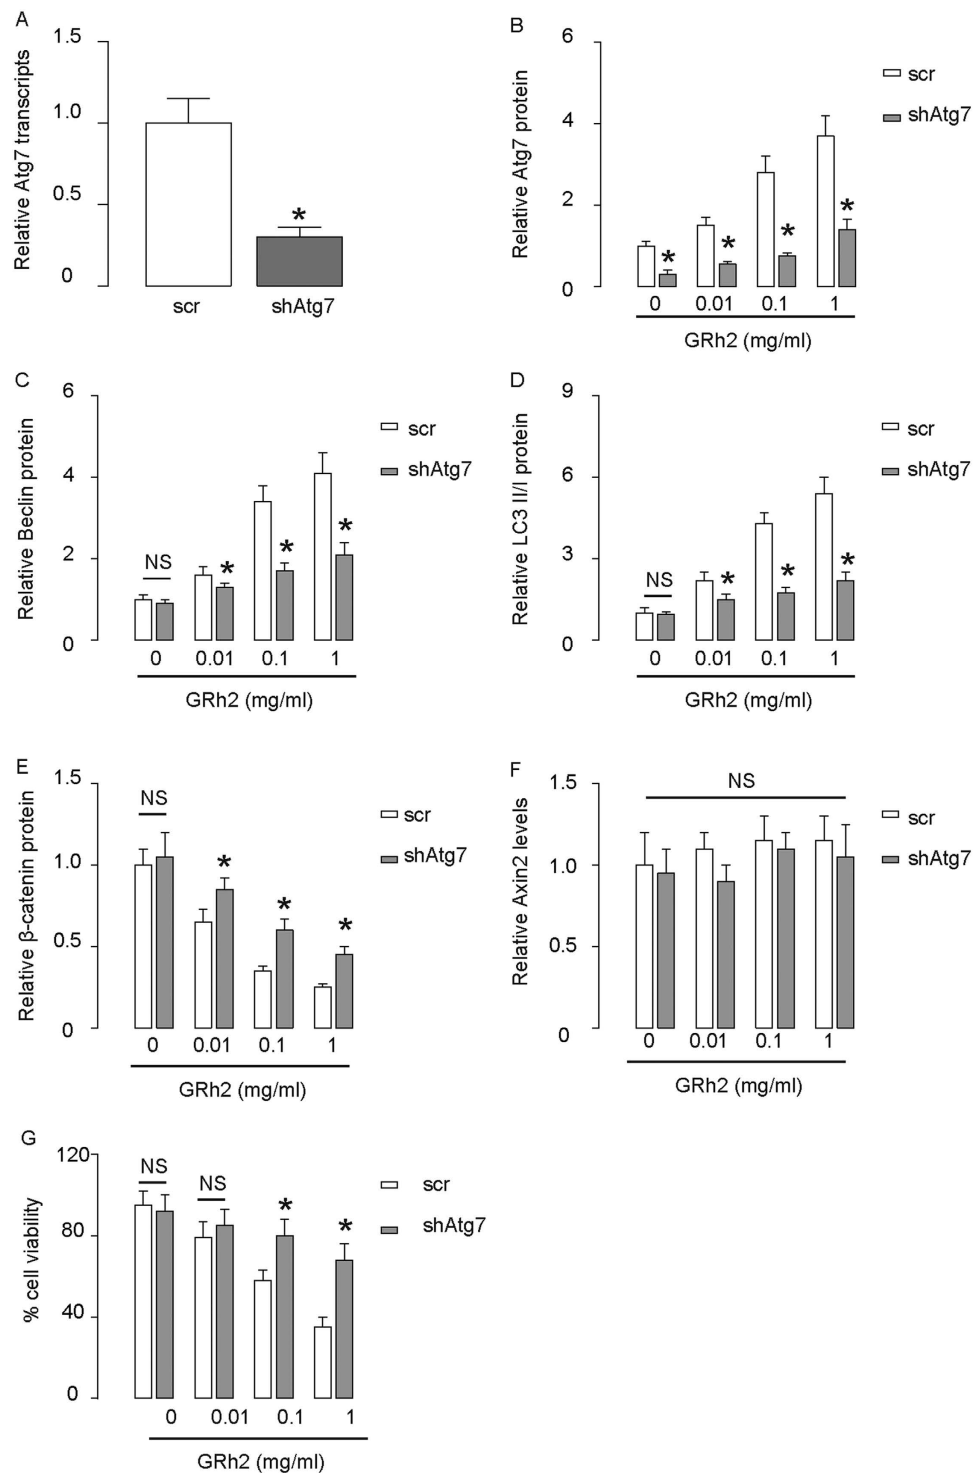 A
Relative Atg7 transcripts
1.5
1.0
0.5
0
*
scr
shAtg7
B
Relative Atg7 protein
6
4
2
0
scr
shAtg7
* * * *
0 0.01 0.1 1
GRh2 (mg/ml)
C
Relative Beclin protein
6
4
2
0
scr
shAtg7
NS * * *
0 0.01 0.1 1
GRh2 (mg/ml)
D
Relative LC3 II/I protein
9
6
3
0
scr
shAtg7
NS * * *
0 0.01 0.1 1
GRh2 (mg/ml)
E
Relative β-catenin protein
1.5
1.0
0.5
0
scr
shAtg7
NS * * *
0 0.01 0.1 1
GRh2 (mg/ml)
F
Relative Axin2 levels
1.5
1.0
0.5
0
NS
scr
shAtg7
0 0.01 0.1 1
GRh2 (mg/ml)
G
% cell viability
120
80
40
0
scr
shAtg7
NS NS * *
0 0.01 0.1 1
GRh2 (mg/ml)